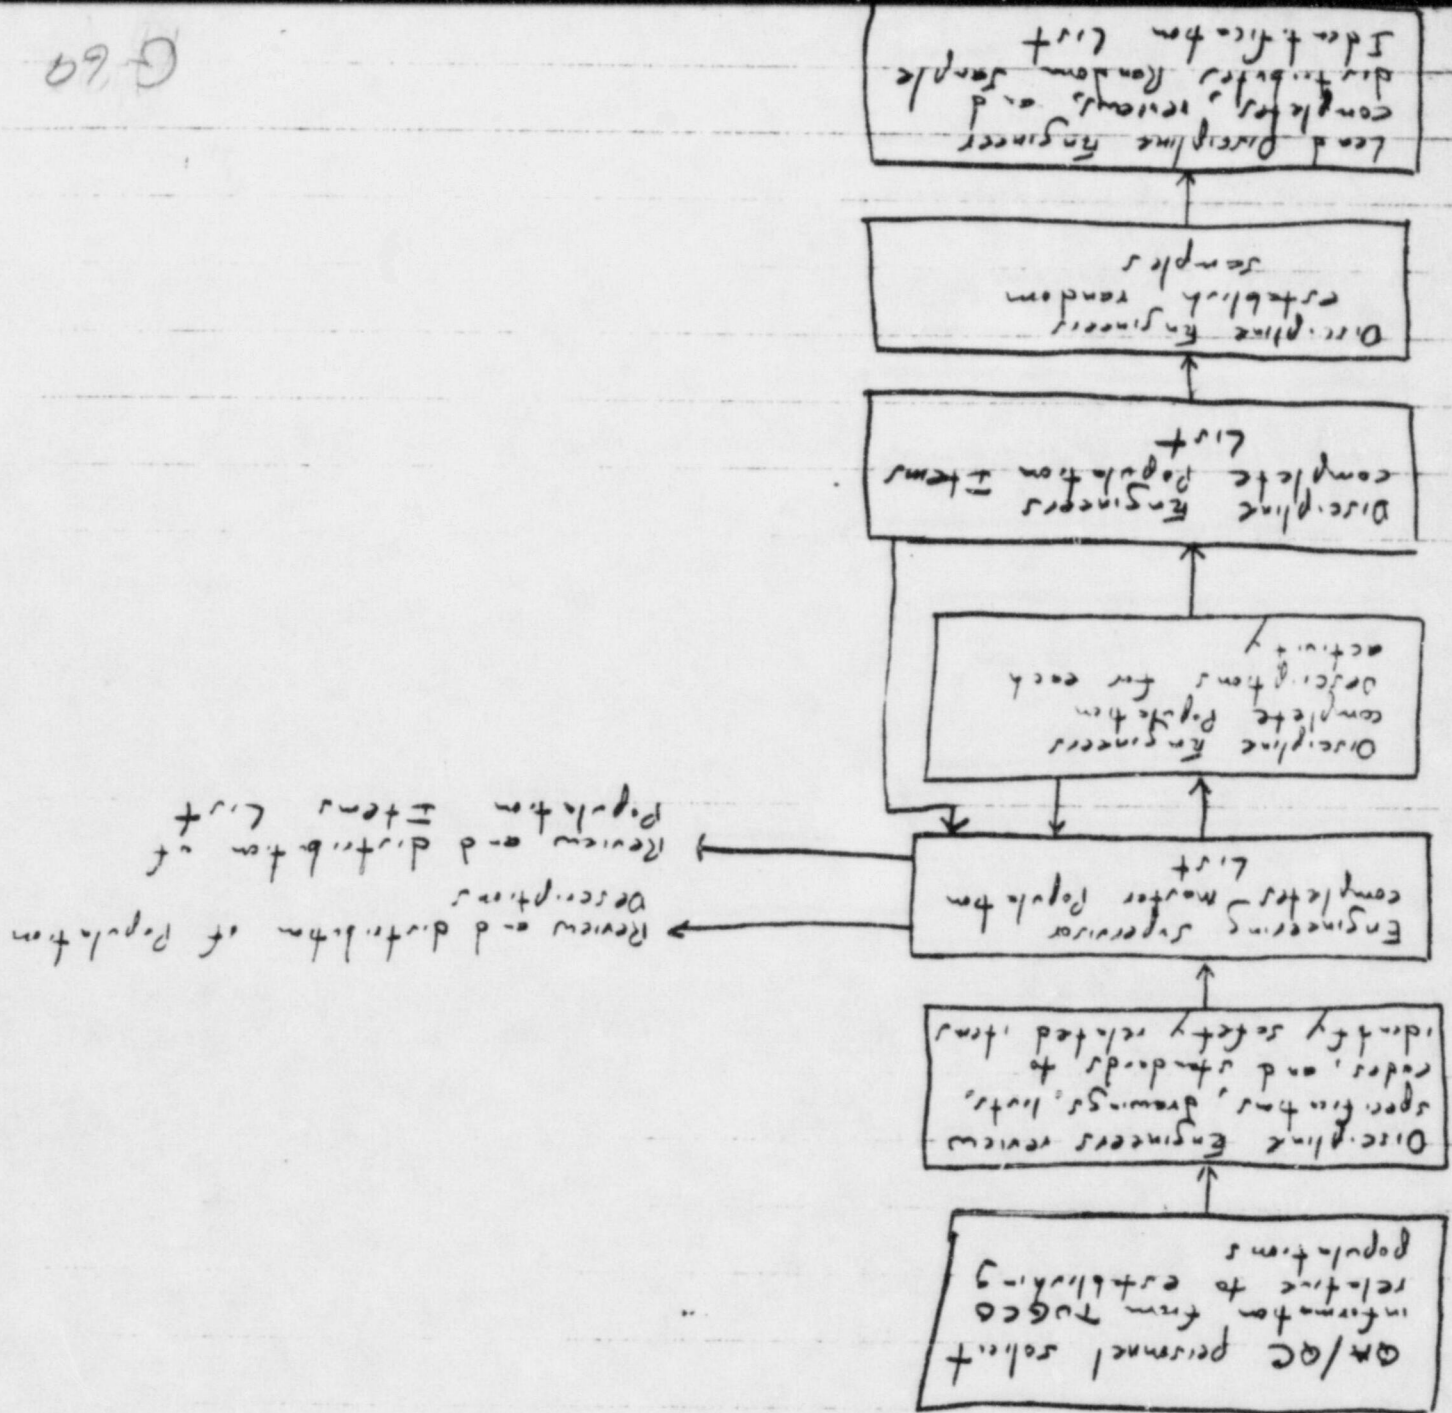 QA/QC personnel solicit
information from TUGCO
relative to establishing
populations
Discipline Engineers review
specifications, drawings, lists,
codes, and standards to
identify safety related items
Engineering Supervisor
completes Master Population
List
Review and distribution of Population
Descriptions
Review and distribution of
Population Items List
Discipline Engineers
complete Population
Descriptions for each
activity
Discipline Engineers
complete Population Items
List
Discipline Engineers
establish random
samples
Lead Discipline Engineer
completes, reviews, and
distributes Random Sample
Identification List